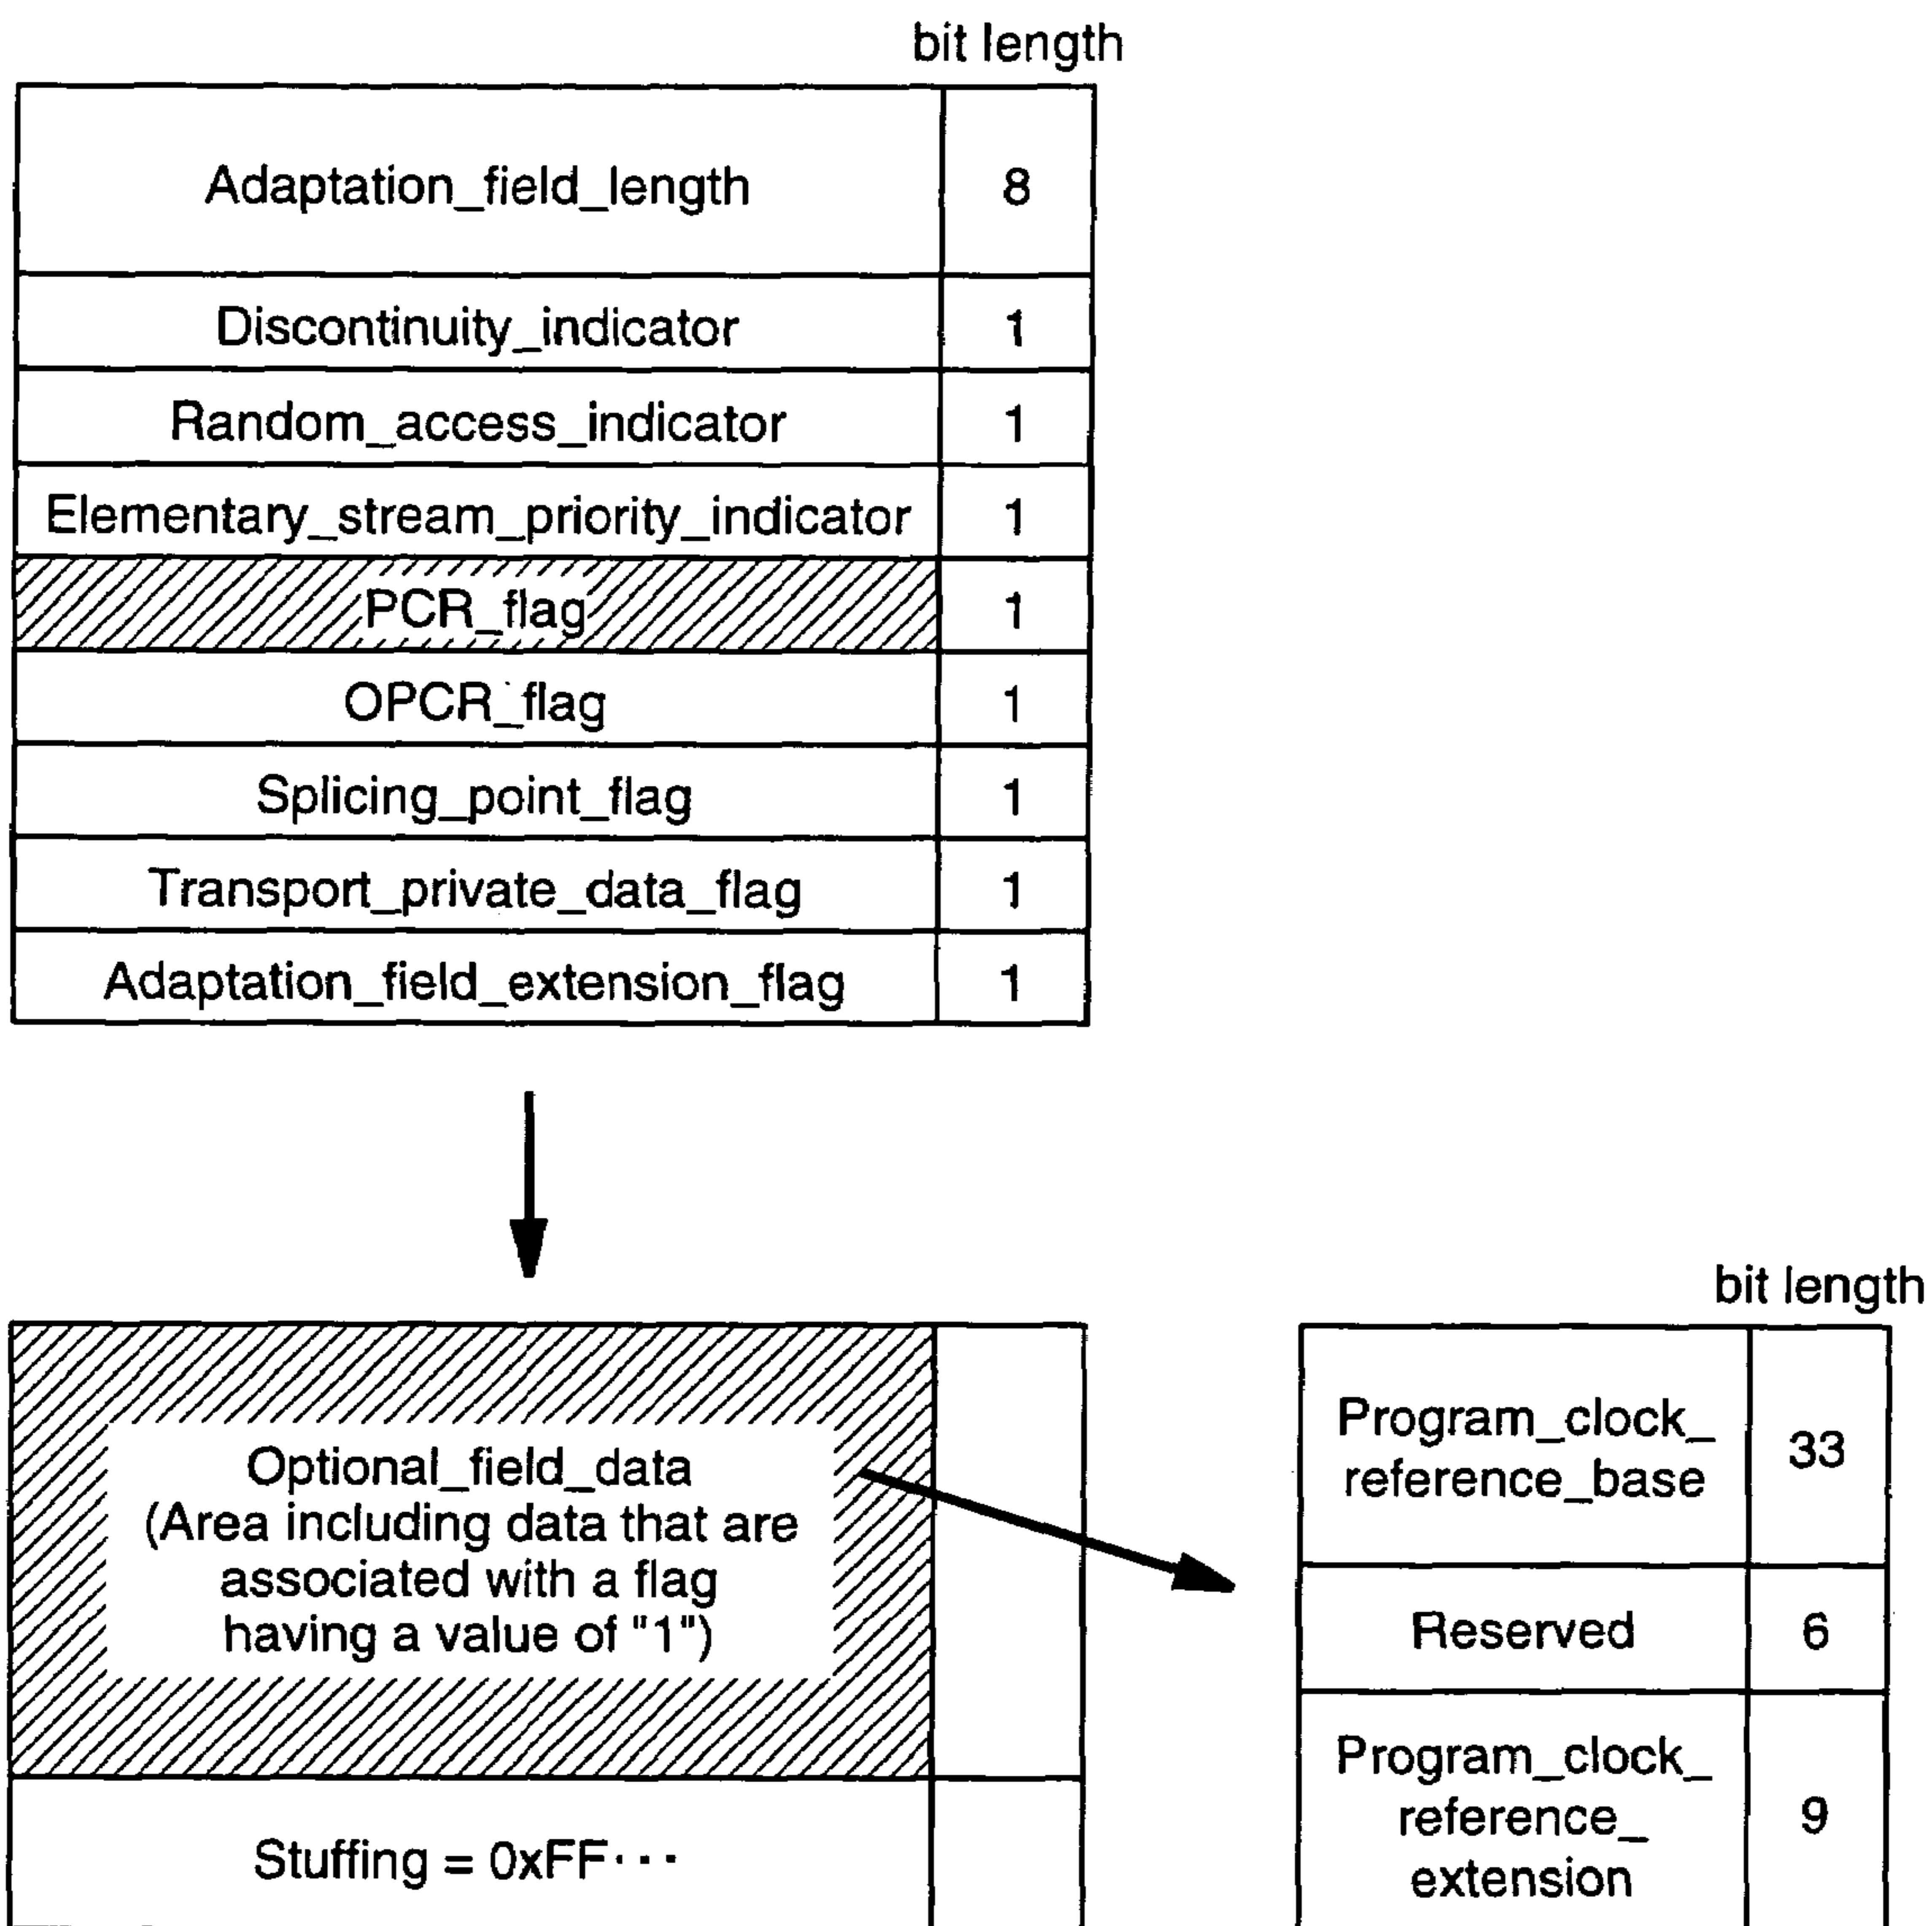 bit length
Adaptation_field_length 8
Discontinuity_indicator 1
Random_access_indicator 1
Elementary_stream_priority_indicator 1
PCR_flag 1
OPCR_flag 1
Splicing_point_flag 1
Transport_private_data_flag 1
Adaptation_field_extension_flag 1
Optional_field_data
(Area including data that are
associated with a flag
having a value of "1")
Stuffing = 0xFF···
bit length
Program_clock_
reference_base 33
Reserved 6
Program_clock_
reference_ 9
extension